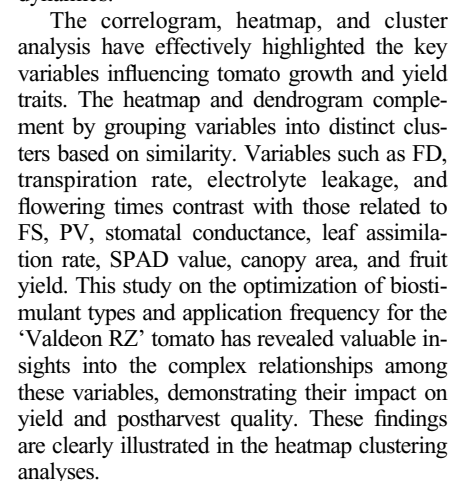 dynamics.
The correlogram, heatmap, and cluster
analysis have effectively highlighted the key
variables influencing tomato growth and yield
traits. The heatmap and dendrogram comple-
ment by grouping variables into distinct clus-
ters based on similarity. Variables such as FD,
transpiration rate, electrolyte leakage, and
flowering times contrast with those related to
FS, PV, stomatal conductance, leaf assimila-
tion rate, SPAD value, canopy area, and fruit
yield. This study on the optimization of biosti-
mulant types and application frequency for the
‘Valdeon RZ’ tomato has revealed valuable in-
sights into the complex relationships among
these variables, demonstrating their impact on
yield and postharvest quality. These findings
are clearly illustrated in the heatmap clustering
analyses.